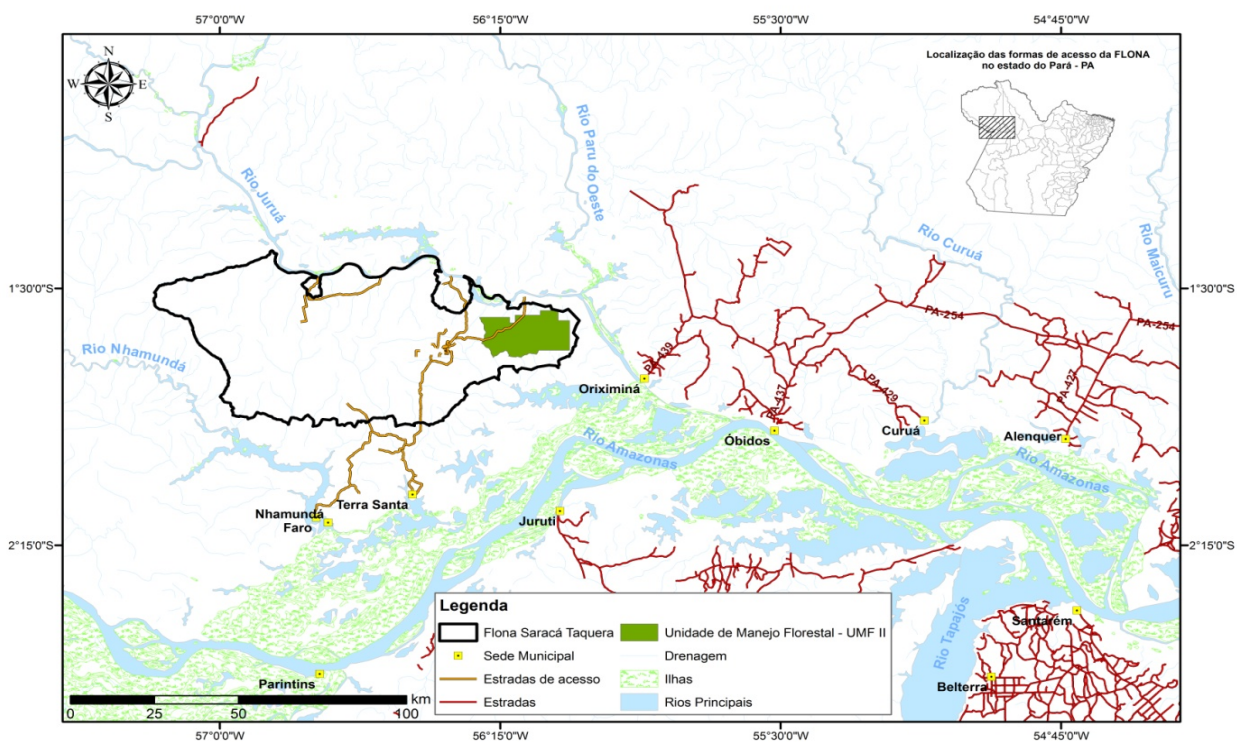 57°0'0"W
56°15'0"W
55°30'0"W
54°45'0"W
N
W
E
S
Localização das formas de acesso da FLONA
no estado do Pará - PA
Rio Juruá
Rio Paru do Oeste
Rio Curuá
Rio Maicuru
1°30'0"S
1°30'0"S
PA-254
PA-254
Rio Nhamundá
PA-439
PA-437
PA-429
PA-427
Oriximiná
Óbidos
Curuá
Alenquer
Rio Amazonas
Rio Amazonas
Terra Santa
Nhamundá
Faro
Juruti
2°15'0"S
2°15'0"S
Rio Tapajós
Santarém
Belterra
Parintins
Legenda
Flona Saracá Taquera
Unidade de Manejo Florestal - UMF II
Sede Municipal
Drenagem
Estradas de acesso
Ilhas
Estradas
Rios Principais
km
0
25
50
100
57°0'0"W
56°15'0"W
55°30'0"W
54°45'0"W